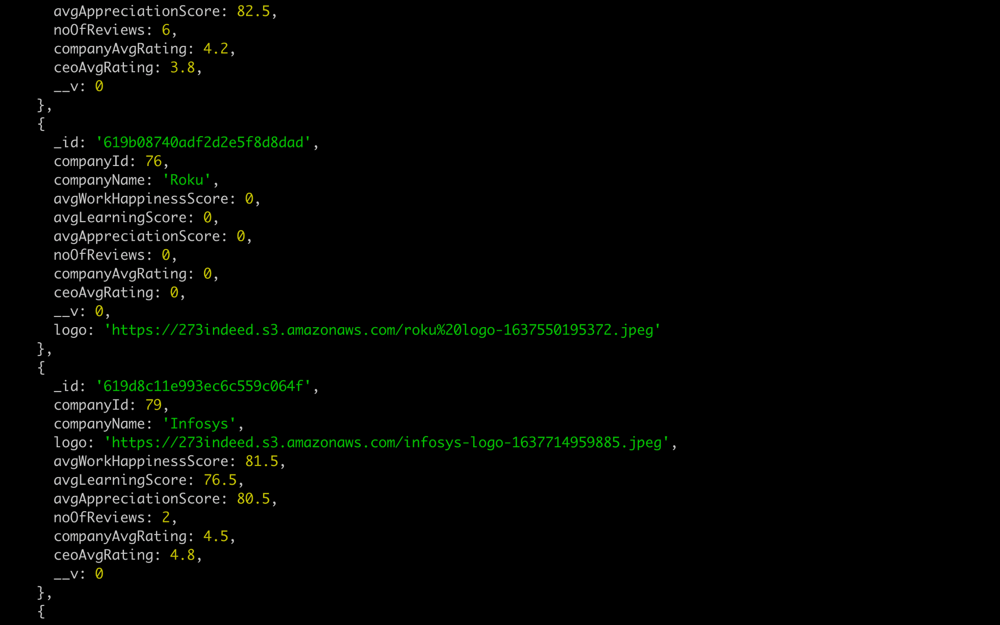 avgAppreciationScore: 82.5,
noOfReviews: 6,
companyAvgRating: 4.2,
ceoAvgRating: 3.8,
__v: 0
},
{
_id: '619b08740adf2d2e5f8d8dad',
companyId: 76,
companyName: 'Roku',
avgWorkHappinessScore: 0,
avgLearningScore: 0,
avgAppreciationScore: 0,
noOfReviews: 0,
companyAvgRating: 0,
ceoAvgRating: 0,
__v: 0,
logo: 'https://273indeed.s3.amazonaws.com/roku%20logo-1637550195372.jpeg'
},
{
_id: '619d8c11e993ec6c559c064f',
companyId: 79,
companyName: 'Infosys',
logo: 'https://273indeed.s3.amazonaws.com/infosys-logo-1637714959885.jpeg',
avgWorkHappinessScore: 81.5,
avgLearningScore: 76.5,
avgAppreciationScore: 80.5,
noOfReviews: 2,
companyAvgRating: 4.5,
ceoAvgRating: 4.8,
__v: 0
},
{